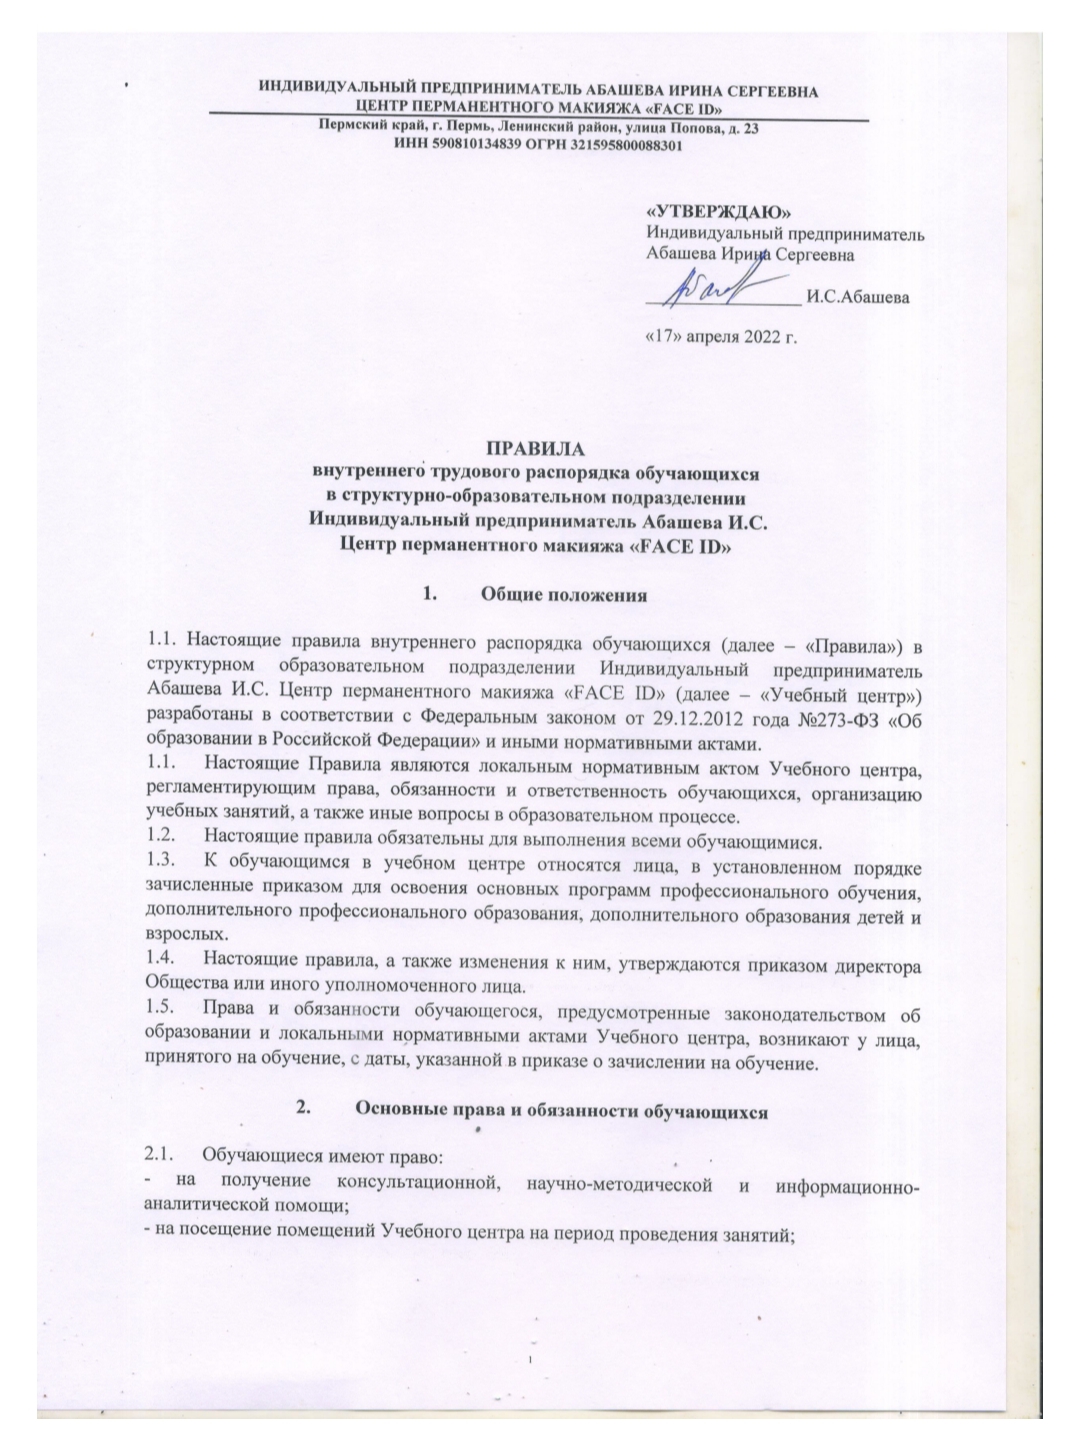 ИНДИВИДУАЛЬНЫЙ ПРЕДПРИНИМАТЕЛЬ АБАШЕВА ИРИНА СЕРГЕЕВНА
ЦЕНТР ПЕРМАНЕНТНОГО МАКИЯЖА «FACE ID»
Пермский край, г. Пермь, Ленинский район, улица Попова, д. 23
ИНН 590810134839 ОГРН 321595800088301
«УТВЕРЖДАЮ»
Индивидуальный предприниматель
Абашева Ирина Сергеевна
И.С.Абашева
«17» апреля 2022 г.
ПРАВИЛА
внутреннего трудового распорядка обучающихся
в структурно-образовательном подразделении
Индивидуальный предприниматель Абашева И.С.
Центр перманентного макияжа «FACE ID»
1. Общие положения
1.1. Настоящие правила внутреннего распорядка обучающихся (далее – «Правила») в
структурном образовательном подразделении Индивидуальный предприниматель
Абашева И.С. Центр перманентного макияжа «FACE ID» (далее – «Учебный центр»)
разработаны в соответствии с Федеральным законом от 29.12.2012 года №273-ФЗ «Об
образовании в Российской Федерации» и иными нормативными актами.
1.1. Настоящие Правила являются локальным нормативным актом Учебного центра,
регламентирующим права, обязанности и ответственность обучающихся, организацию
учебных занятий, а также иные вопросы в образовательном процессе.
1.2. Настоящие правила обязательны для выполнения всеми обучающимися.
1.3. К обучающимся в учебном центре относятся лица, в установленном порядке
зачисленные приказом для освоения основных программ профессионального обучения,
дополнительного профессионального образования, дополнительного образования детей и
взрослых.
1.4. Настоящие правила, а также изменения к ним, утверждаются приказом директора
Общества или иного уполномоченного лица.
1.5. Права и обязанности обучающегося, предусмотренные законодательством об
образовании и локальными нормативными актами Учебного центра, возникают у лица,
принятого на обучение, с даты, указанной в приказе о зачислении на обучение.
2. Основные права и обязанности обучающихся
2.1. Обучающиеся имеют право:
- на получение консультационной, научно-методической и информационно-
аналитической помощи;
- на посещение помещений Учебного центра на период проведения занятий;
1